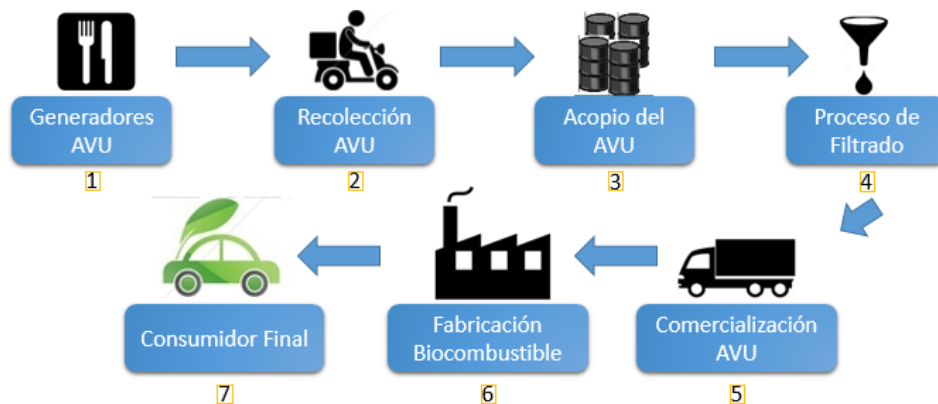 Generadores
AVU
1
Recolección
AVU
2
Acopio del
AVU
3
Proceso de
Filtrado
4
Comercialización
AVU
5
Fabricación
Biocombustible
6
Consumidor Final
7